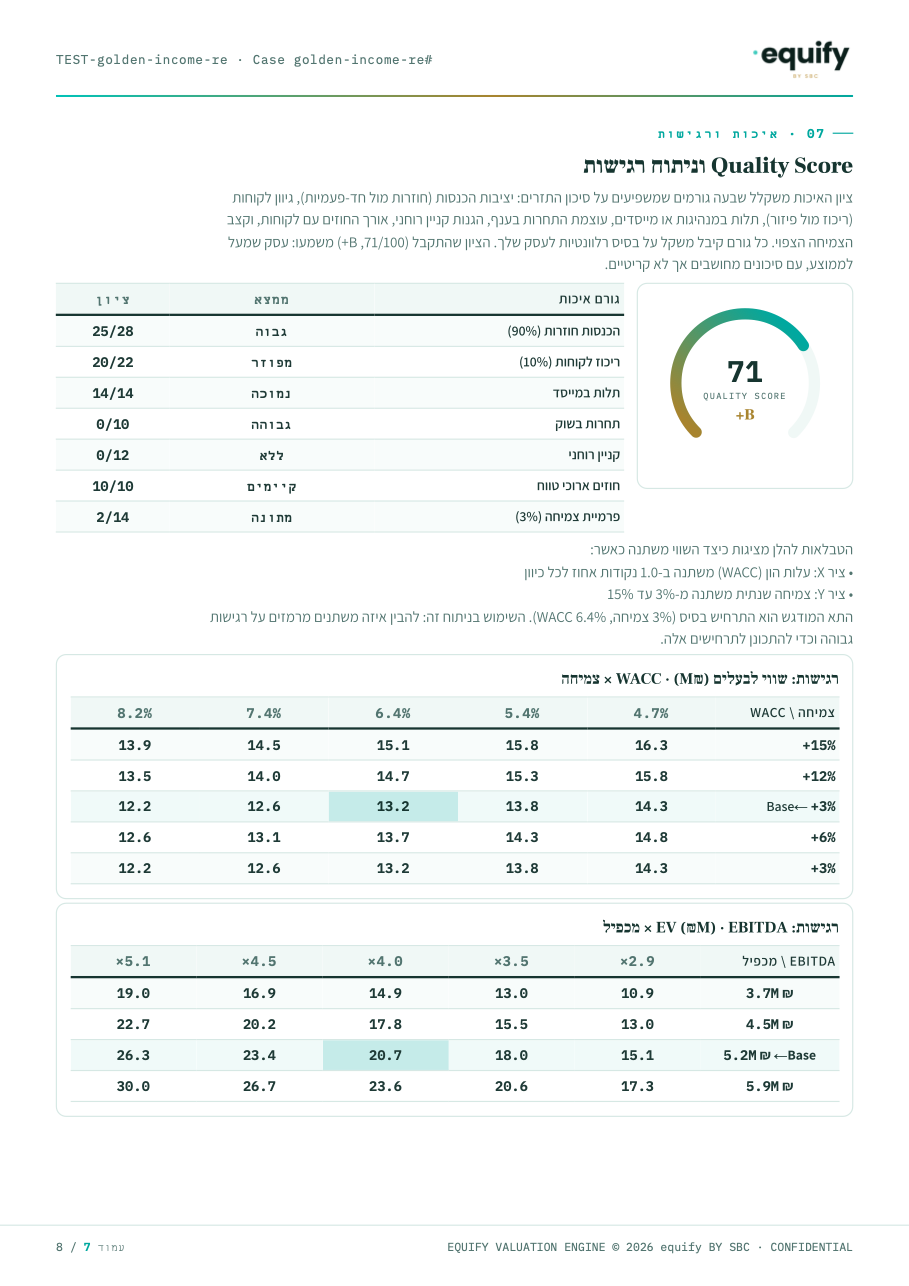 TEST-golden-income-re · Case golden-income-re#
equify
BY SBC
07 · איכות ורגישות
Quality Score וניתוח רגישות
ציון האיכות משקלל שבעה גורמים שמשפיעים על סיכון התזרים: יציבות הכנסות (חוזרות מול חד-פעמיות), גיוון לקוחות
(ריכוז מול פיזור), תלות במנהיגות או מייסדים, עוצמת התחרות בענף, הגנות קניין רוחני, אורך החוזים עם לקוחות, וקצב
הצמיחה הצפוי. כל גורם קיבל משקל על בסיס רלוונטיות לעסק שלך. הציון שהתקבל (71/100, B+) משמעו: עסק שמעל
לממוצע, עם סיכונים מחושבים אך לא קריטיים.
71
QUALITY SCORE
+B
גורם איכות ממצא ציון
הכנסות חוזרות (90%) גבוה 25/28
ריכוז לקוחות (10%) מפוזר 20/22
תלות במייסד נמוכה 14/14
תחרות בשוק גבוהה 0/10
קניין רוחני ללא 0/12
חוזים ארוכי טווח קיימים 10/10
פרמיית צמיחה (3%) מתונה 2/14
הטבלאות להלן מציגות כיצד השווי משתנה כאשר:
• ציר X: עלות הון (WACC) משתנה ב-1.0 נקודות אחוז לכל כיוון
• ציר Y: צמיחה שנתית משתנה מ-3% עד 15%
התא המודגש הוא התרחיש בסיס (3% צמיחה, WACC 6.4%). השימוש בניתוח זה: להבין איזה משתנים מרמזים על רגישות
גבוהה וכדי להתכונן לתרחישים אלה.
רגישות: שווי לבעלים (₪M) · WACC × צמיחה
צמיחה \ WACC 4.7% 5.4% 6.4% 7.4% 8.2%
+15% 16.3 15.8 15.1 14.5 13.9
+12% 15.8 15.3 14.7 14.0 13.5
+3% ←Base 14.3 13.8 13.2 12.6 12.2
+6% 14.8 14.3 13.7 13.1 12.6
+3% 14.3 13.8 13.2 12.6 12.2
רגישות: EV (₪M) · EBITDA × מכפיל
EBITDA \ מכפיל ×2.9 ×3.5 ×4.0 ×4.5 ×5.1
3.7M ₪ 10.9 13.0 14.9 16.9 19.0
4.5M ₪ 13.0 15.5 17.8 20.2 22.7
5.2M ₪ ←Base 15.1 18.0 20.7 23.4 26.3
5.9M ₪ 17.3 20.6 23.6 26.7 30.0
EQUIFY VALUATION ENGINE © 2026 equify BY SBC · CONFIDENTIAL
עמוד 7 / 8